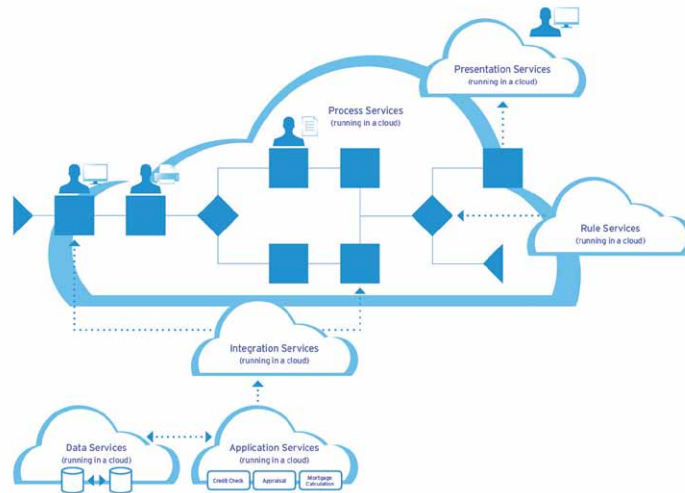 Presentation Services
(running in a cloud)
Process Services
(running in a cloud)
Rule Services
(running in a cloud)
Integration Services
(running in a cloud)
Data Services
(running in a cloud)
Application Services
(running in a cloud)
Credit Check
Appraisal
Mortgage
Calculation